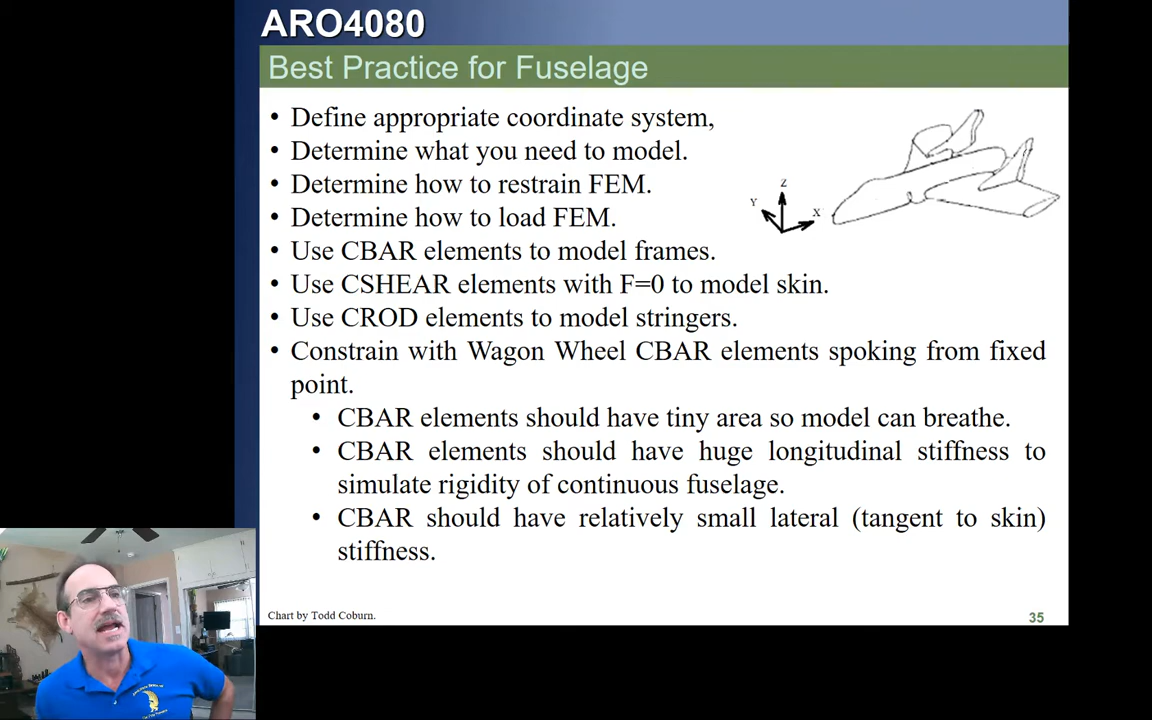 ARO4080
Best Practice for Fuselage
• Define appropriate coordinate system,
• Determine what you need to model.
• Determine how to restrain FEM.
• Determine how to load FEM.
• Use CBAR elements to model frames.
• Use CSHEAR elements with F=0 to model skin.
• Use CROD elements to model stringers.
• Constrain with Wagon Wheel CBAR elements spoking from fixed
point.
• CBAR elements should have tiny area so model can breathe.
• CBAR elements should have huge longitudinal stiffness to
simulate rigidity of continuous fuselage.
• CBAR should have relatively small lateral (tangent to skin)
stiffness.
Z
Y
X
Chart by Todd Coburn.
35